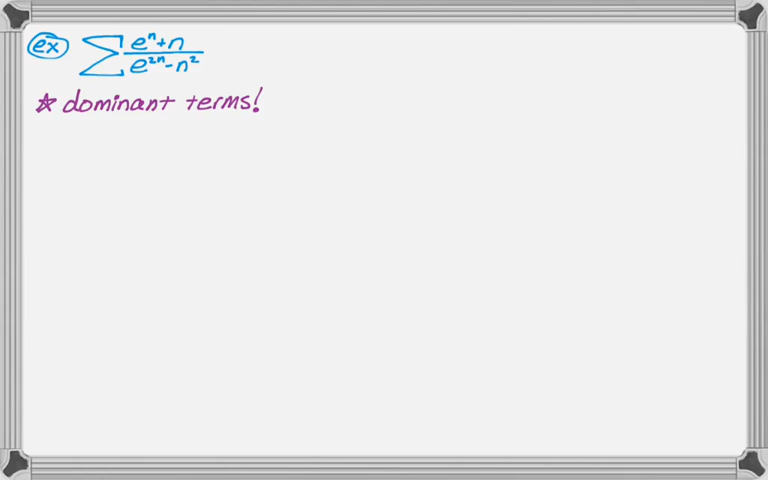 ex ∑ (eⁿ+n)/(e²ⁿ-n²)
☆ dominant terms!